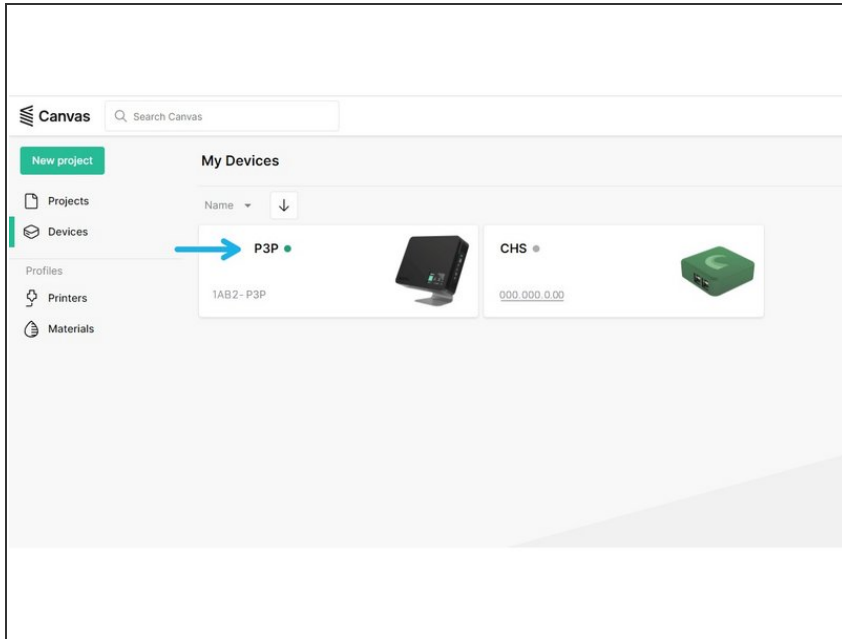 Canvas
Search Canvas
New project
Projects
Devices
Profiles
Printers
Materials
My Devices
Name
P3P
1AB2-P3P
CHS
000.000.0.00